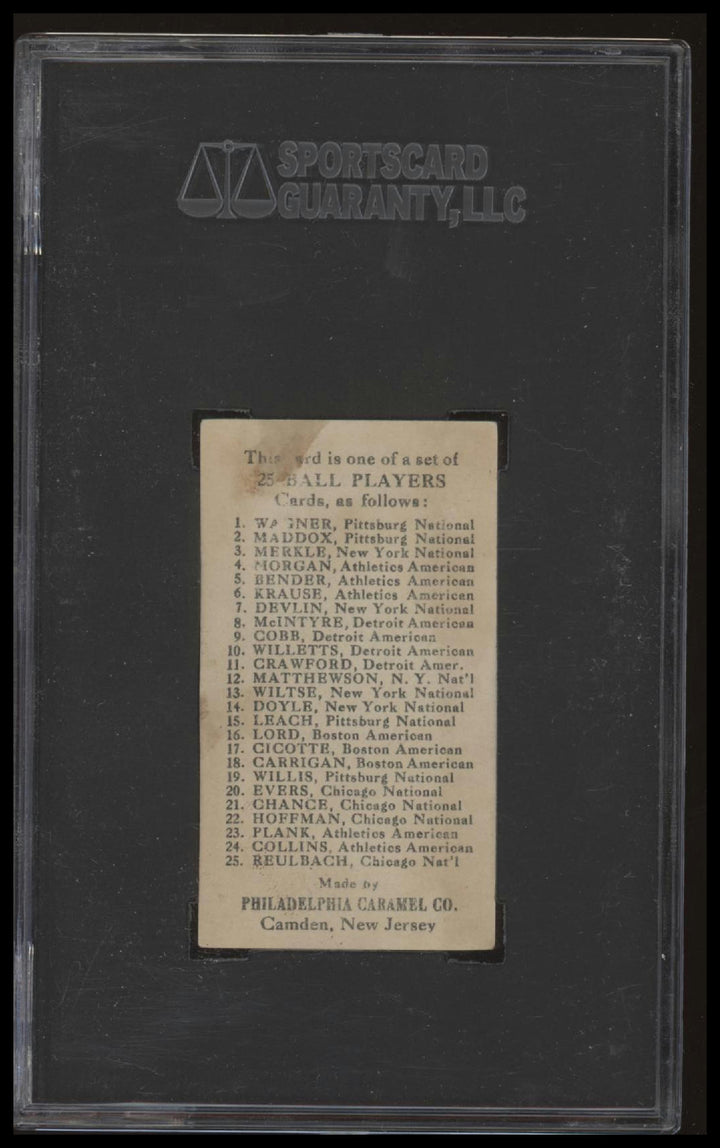 SPORTSCARD
GUARANTY, LLC
This card is one of a set of
25 BALL PLAYERS
Cards, as follows:
1. WAGNER, Pittsburg National
2. MADDOX, Pittsburg National
3. MERKLE, New York National
4. MORGAN, Athletics American
5. BENDER, Athletics American
6. KRAUSE, Athletics American
7. DEVLIN, New York National
8. McINTYRE, Detroit American
9. COBB, Detroit American
10. WILLETTS, Detroit American
11. CRAWFORD, Detroit Amer.
12. MATTHEWSON, N. Y. Nat'l
13. WILTSE, New York National
14. DOYLE, New York National
15. LEACH, Pittsburg National
16. LORD, Boston American
17. CICOTTE, Boston American
18. CARRIGAN, Boston American
19. WILLIS, Pittsburg National
20. EVERS, Chicago National
21. CHANCE, Chicago National
22. HOFFMAN, Chicago National
23. PLANK, Athletics American
24. COLLINS, Athletics American
25. REULBACH, Chicago Nat'l
Made by
PHILADELPHIA CARAMEL CO.
Camden, New Jersey